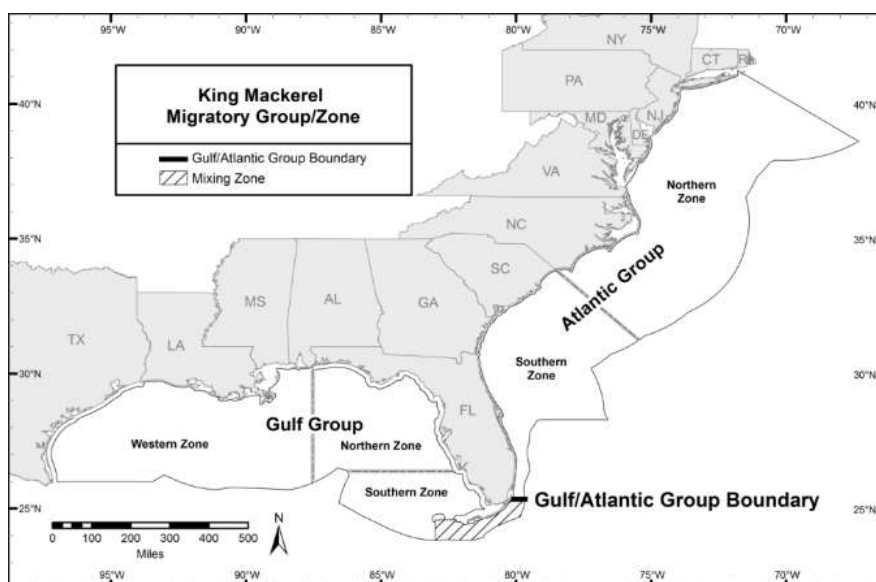 95°W 90°W 85°W 80°W 75°W 70°W
King Mackerel
Migratory Group/Zone
Gulf/Atlantic Group Boundary
Mixing Zone
40°N
40°N
35°N
35°N
30°N
30°N
25°N
25°N
NY
CT
RI
PA
NJ
MD
DE
VA
NC
SC
TX
LA
MS
AL
GA
FL
Northern
Zone
Atlantic Group
Southern
Zone
Gulf Group
Western Zone
Northern Zone
Southern Zone
Gulf/Atlantic Group Boundary
0 50 100 200 300 400 500
Miles
N
95°W 90°W 85°W 80°W 75°W 70°W